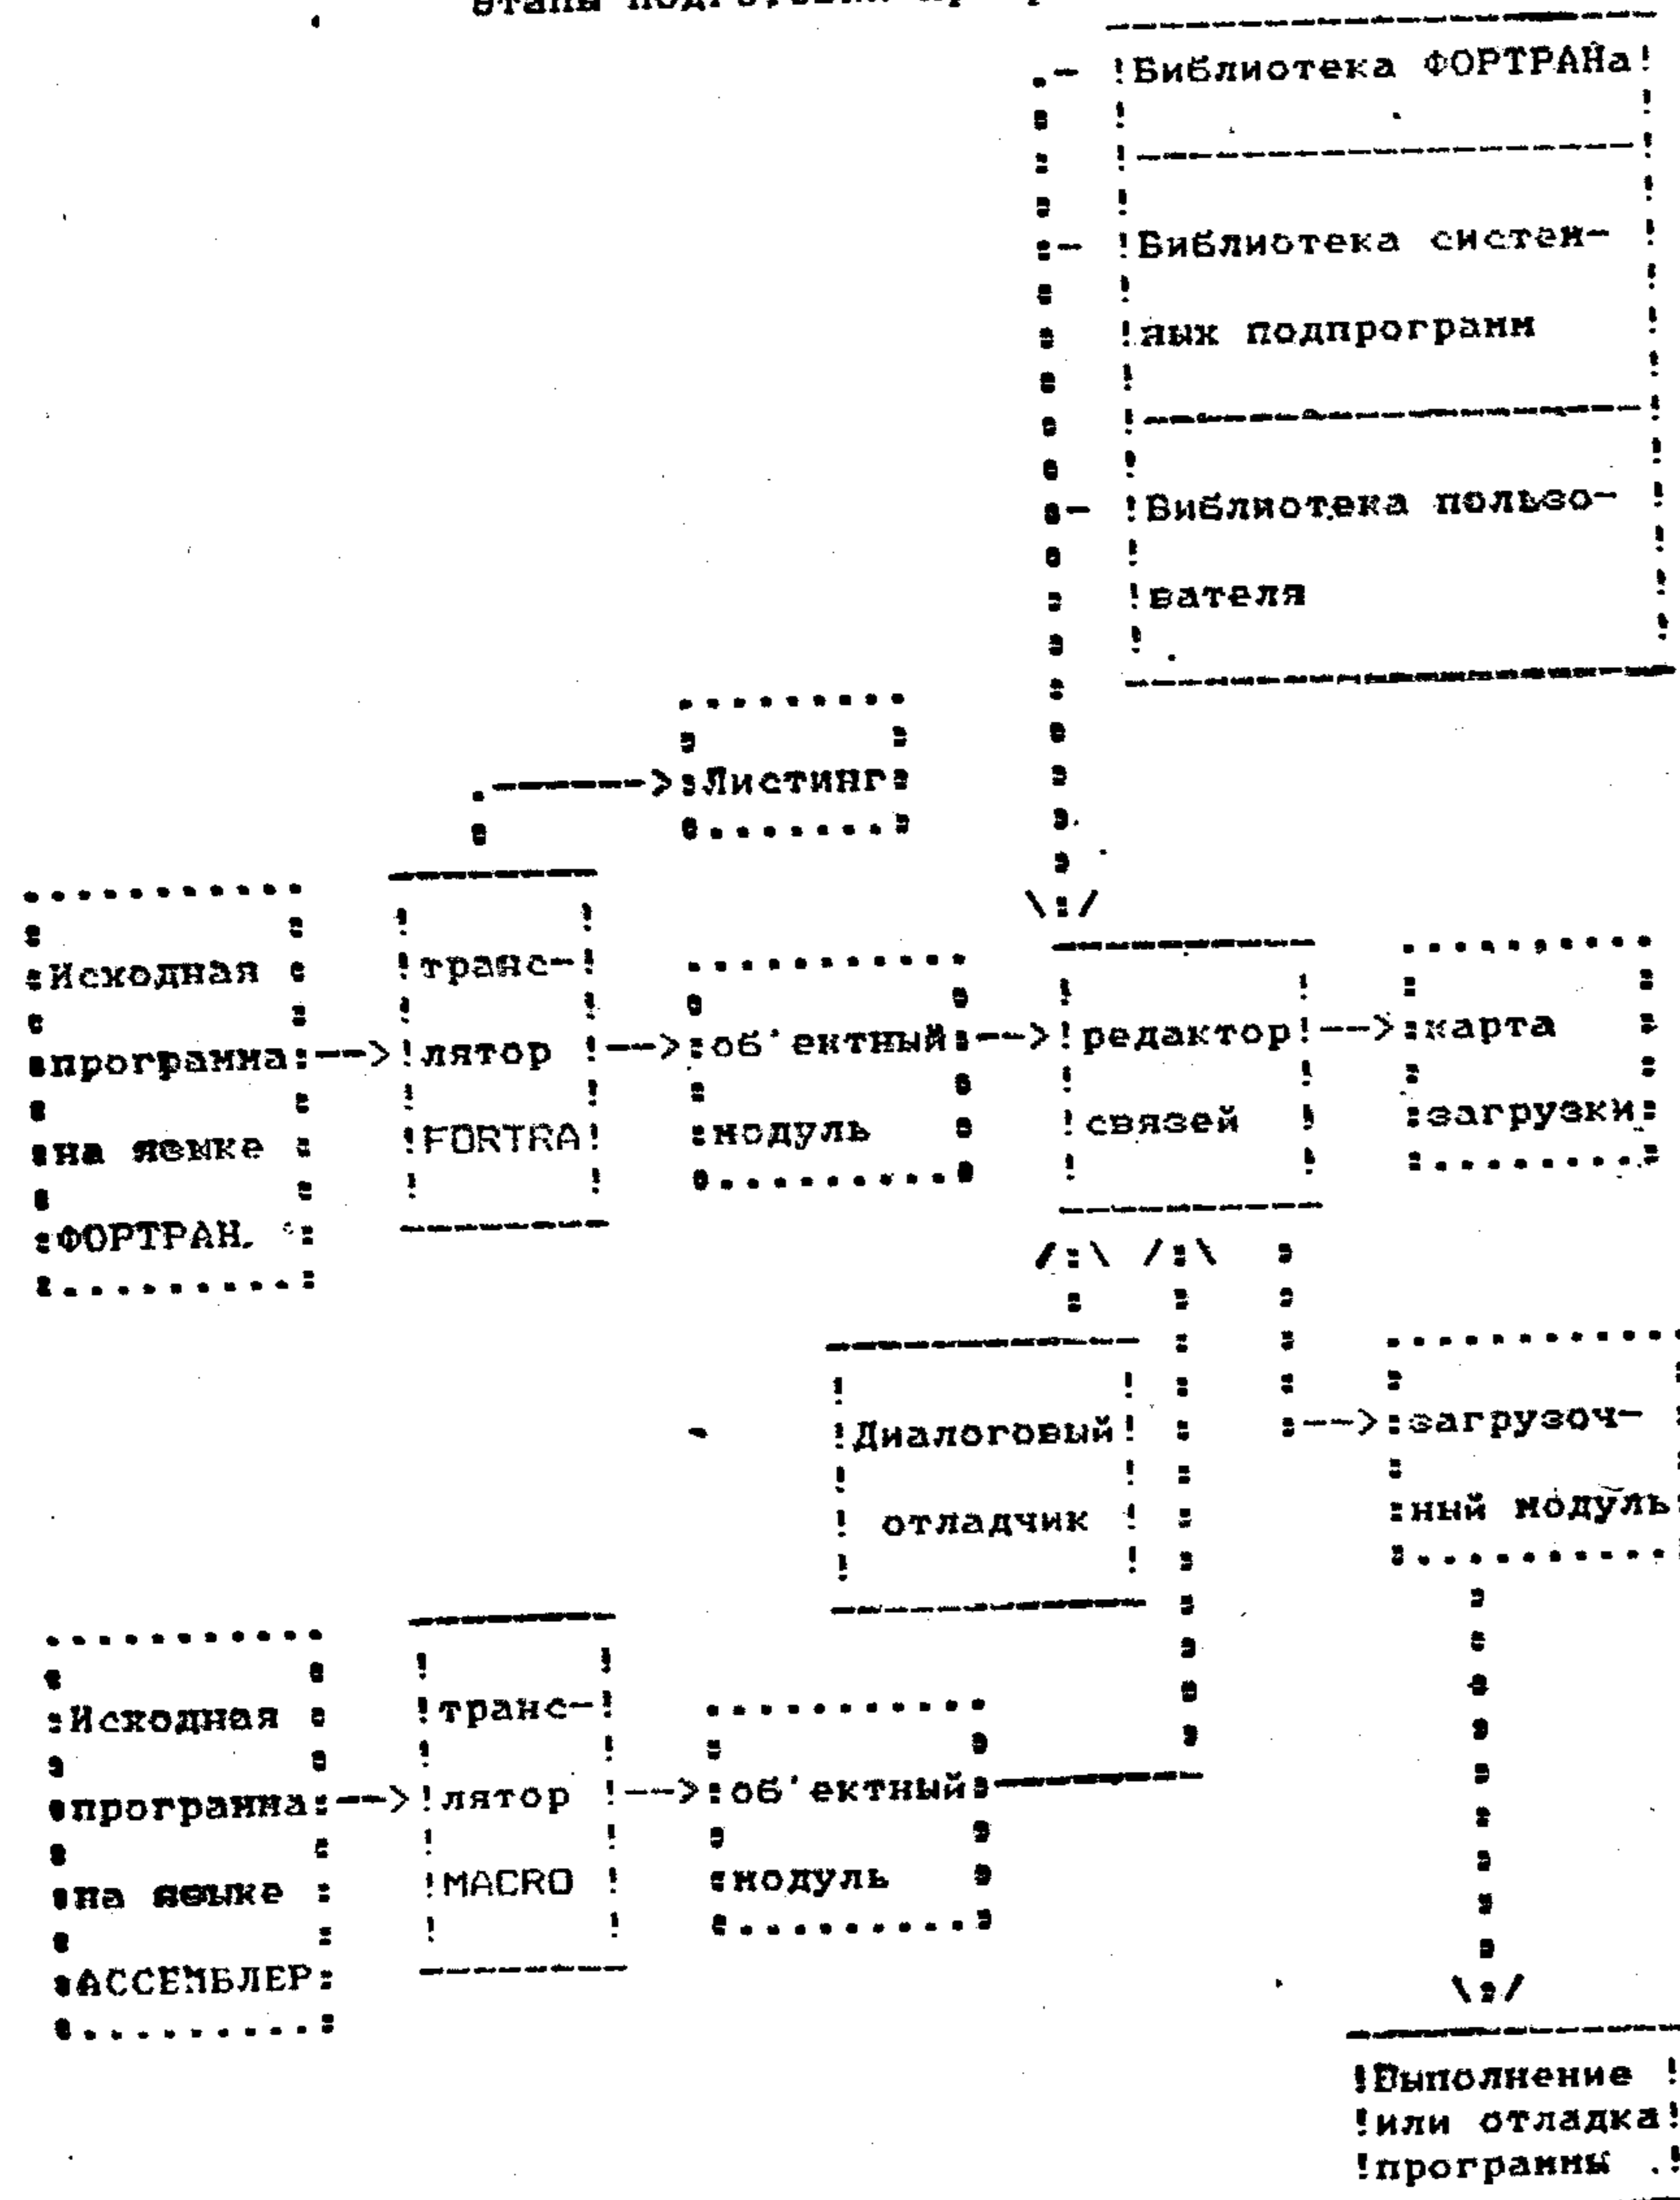 Этапы
Библиотека ФОРТРАНа
Библиотека систем-
ных подпрограмм
Библиотека пользо-
вателя
Листинг
Исходная
программа
на языке
ФОРТРАН
транс-
лятор
FORTRA
об'ектный
модуль
редактор
связей
карта
загрузки
Диалоговый
отладчик
загрузоч-
ный модуль
Исходная
программа
на языке
АССЕМБЛЕР
транс-
лятор
MACRO
об'ектный
модуль
Выполнение
или отладка
программы